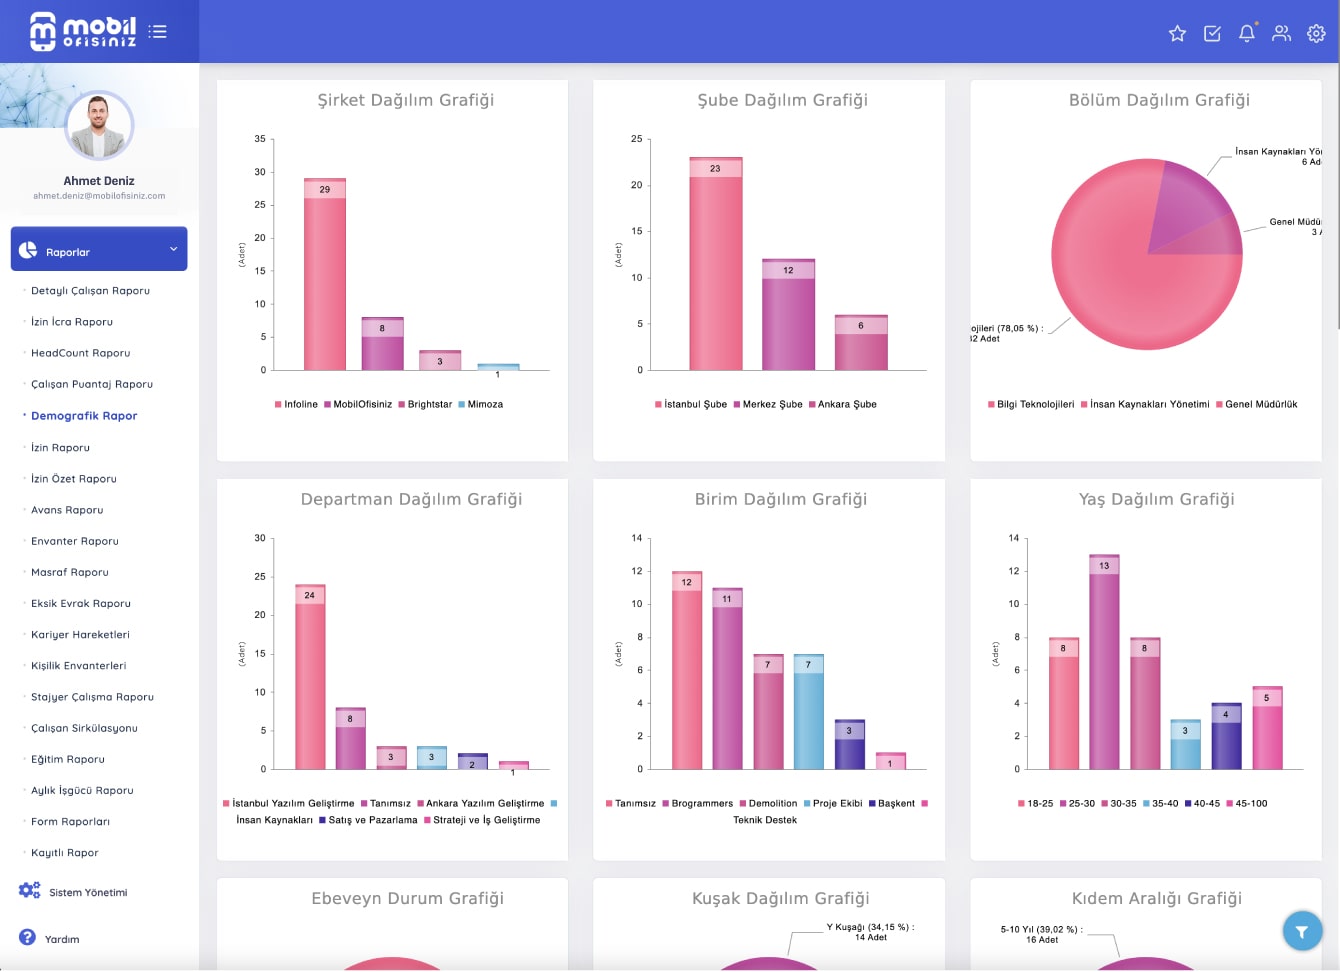 mobil
ofisiniz
Ahmet Deniz
ahmet.deniz@mobilofisiniz.com
Raporlar
Detaylı Çalışan Raporu
İzin İcra Raporu
HeadCount Raporu
Çalışan Puantaj Raporu
Demografik Rapor
İzin Raporu
İzin Özet Raporu
Avans Raporu
Envanter Raporu
Masraf Raporu
Eksik Evrak Raporu
Kariyer Hareketleri
Kişilik Envanterleri
Stajyer Çalışma Raporu
Çalışan Sirkülasyonu
Eğitim Raporu
Aylık İşgücü Raporu
Form Raporları
Kayıtlı Rapor
Sistem Yönetimi
Yardım
Şirket Dağılım Grafiği
35
30
25
20
15
10
5
0
(Adet)
29
8
3
1
Infoline MobilOfisiniz Brightstar Mimoza
Şube Dağılım Grafiği
25
20
15
10
5
0
(Adet)
23
12
6
İstanbul Şube Merkez Şube Ankara Şube
Bölüm Dağılım Grafiği
İnsan Kaynakları Yö
6 Ad
Genel Müdü
3
ojileri (78,05 %) :
32 Adet
Bilgi Teknolojileri İnsan Kaynakları Yönetimi Genel Müdürlük
Departman Dağılım Grafiği
30
25
20
15
10
5
0
(Adet)
24
8
3
3
2
1
İstanbul Yazılım Geliştirme Tanımsız Ankara Yazılım Geliştirme
İnsan Kaynakları Satış ve Pazarlama Strateji ve İş Geliştirme
Birim Dağılım Grafiği
14
12
10
8
6
4
2
0
(Adet)
12
11
7
7
3
1
Tanımsız Brogrammers Demolition Proje Ekibi Başkent
Teknik Destek
Yaş Dağılım Grafiği
14
12
10
8
6
4
2
0
(Adet)
8
13
8
3
4
5
18-25 25-30 30-35 35-40 40-45 45-100
Ebeveyn Durum Grafiği
Kuşak Dağılım Grafiği
Y Kuşağı (34,15 %) :
14 Adet
Kıdem Aralığı Grafiği
5-10 Yıl (39,02 %) :
16 Adet